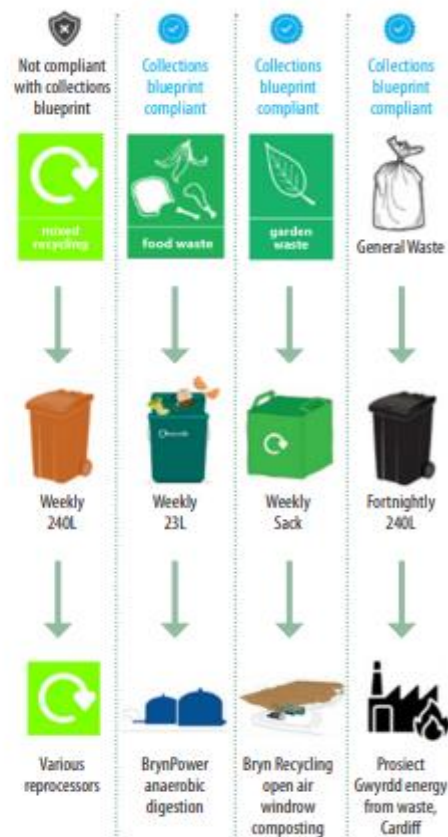 Not compliant
with collections
blueprint
Collections
blueprint
compliant
Collections
blueprint
compliant
Collections
blueprint
compliant
mixed
recycling
food waste
garden
waste
General Waste
Weekly
240L
Weekly
23L
Weekly
Sack
Fortnightly
240L
Various
reprocessors
BrynPower
anaerobic
digestion
Bryn Recycling
open air
windrow
composting
Prosiect
Gwyrdd energy
from waste,
Cardiff